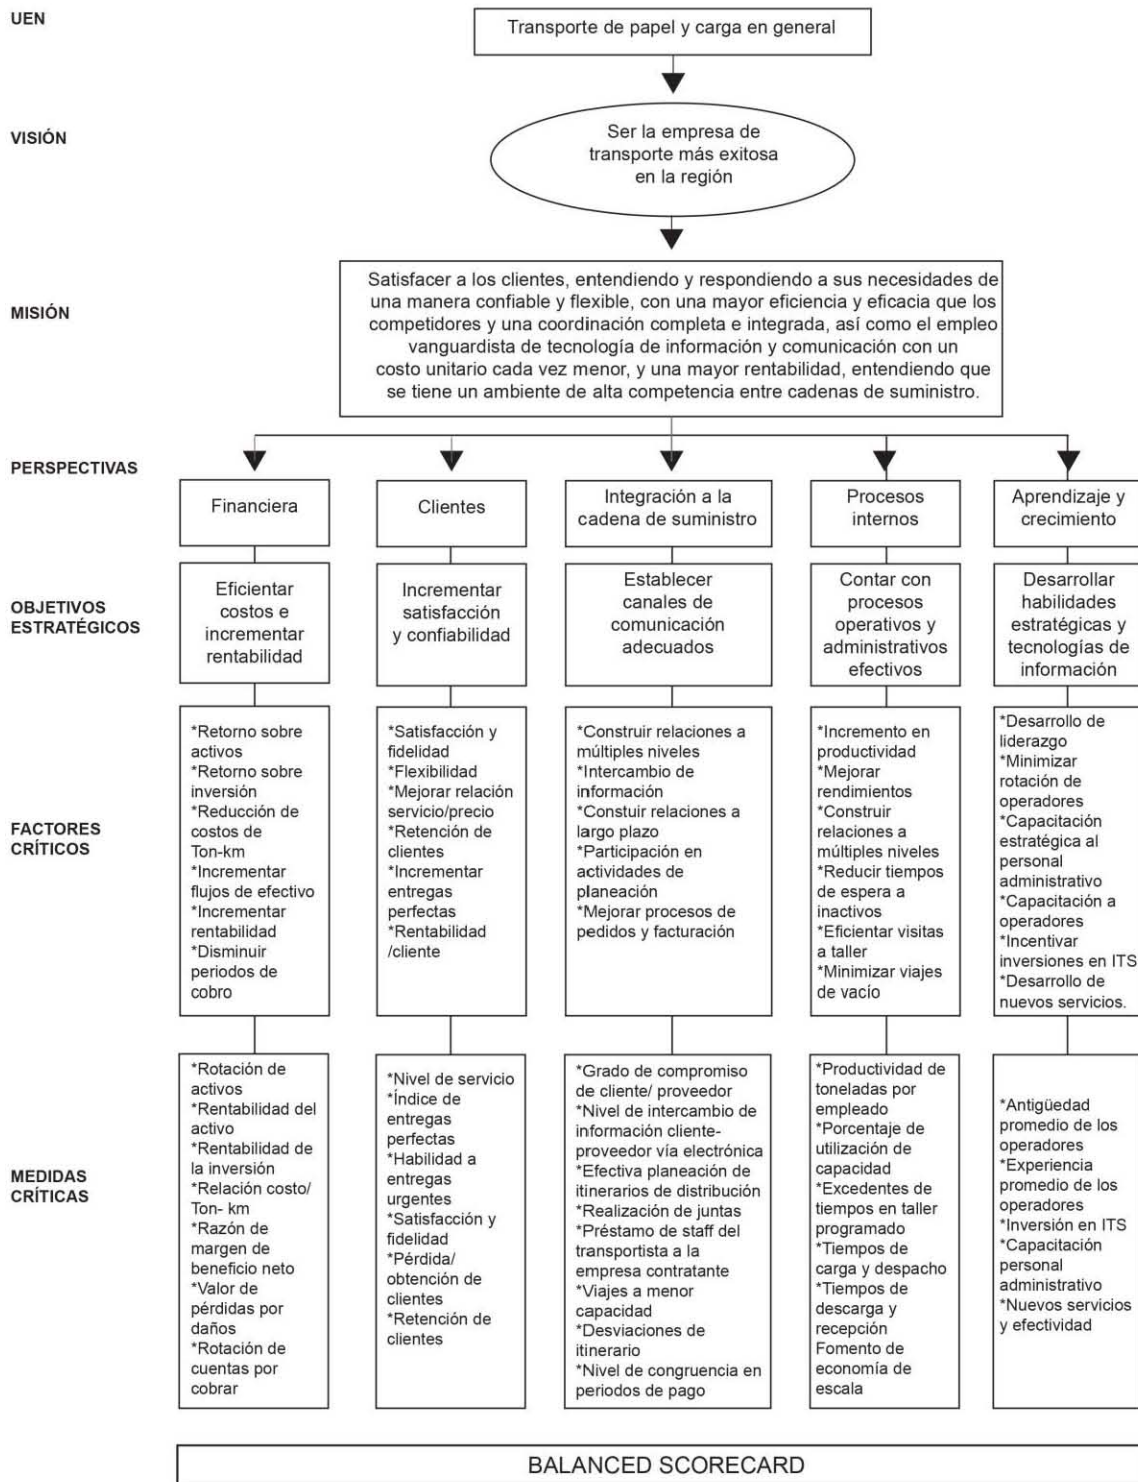 UEN
Transporte de papel y carga en general
VISIÓN
Ser la empresa de
transporte más exitosa
en la región
MISIÓN
Satisfacer a los clientes, entendiendo y respondiendo a sus necesidades de
una manera confiable y flexible, con una mayor eficiencia y eficacia que los
competidores y una coordinación completa e integrada, así como el empleo
vanguardista de tecnología de información y comunicación con un
costo unitario cada vez menor, y una mayor rentabilidad, entendiendo que
se tiene un ambiente de alta competencia entre cadenas de suministro.
PERSPECTIVAS
Financiera
Clientes
Integración a la
cadena de suministro
Procesos
internos
Aprendizaje y
crecimiento
OBJETIVOS
ESTRATÉGICOS
Eficientar
costos e
incrementar
rentabilidad
Incrementar
satisfacción
y confiabilidad
Establecer
canales de
comunicación
adecuados
Contar con
procesos
operativos y
administrativos
efectivos
Desarrollar
habilidades
estratégicas y
tecnologías de
información
FACTORES
CRÍTICOS
*Retorno sobre
activos
*Retorno sobre
inversión
*Reducción de
costos de
Ton-km
*Incrementar
flujos de efectivo
*Incrementar
rentabilidad
*Disminuir
periodos de
cobro
*Satisfacción y
fidelidad
*Flexibilidad
*Mejorar relación
servicio/precio
*Retención de
clientes
*Incrementar
entregas
perfectas
*Rentabilidad
/cliente
*Construir relaciones a
múltiples niveles
*Intercambio de
información
*Constuir relaciones a
largo plazo
*Participación en
actividades de
planeación
*Mejorar procesos de
pedidos y facturación
*Incremento en
productividad
*Mejorar
rendimientos
*Construir
relaciones a
múltiples niveles
*Reducir tiempos
de espera a
inactivos
*Eficientar visitas
a taller
*Minimizar viajes
de vacío
*Desarrollo de
liderazgo
*Minimizar
rotación de
operadores
*Capacitación
estratégica al
personal
administrativo
*Capacitación a
operadores
*Incentivar
inversiones en ITS
*Desarrollo de
nuevos servicios.
MEDIDAS
CRÍTICAS
*Rotación de
activos
*Rentabilidad del
activo
*Rentabilidad de
la inversión
*Relación costo/
Ton- km
*Razón de
margen de
beneficio neto
*Valor de
pérdidas por
daños
*Rotación de
cuentas por
cobrar
*Nivel de servicio
*Índice de
entregas
perfectas
*Habilidad a
entregas
urgentes
*Satisfacción y
fidelidad
*Pérdida/
obtención de
clientes
*Retención de
clientes
*Grado de compromiso
de cliente/ proveedor
*Nivel de intercambio de
información cliente-
proveedor vía electrónica
*Efectiva planeación de
itinerarios de distribución
*Realización de juntas
*Préstamo de staff del
transportista a la
empresa contratante
*Viajes a menor
capacidad
*Desviaciones de
itinerario
*Nivel de congruencia en
periodos de pago
*Productividad de
toneladas por
empleado
*Porcentaje de
utilización de
capacidad
*Excedentes de
tiempos en taller
programado
*Tiempos de
carga y despacho
*Tiempos de
descarga y
recepción
Fomento de
economía de
escala
*Antigüedad
promedio de los
operadores
*Experiencia
promedio de los
operadores
*Inversión en ITS
*Capacitación
personal
administrativo
*Nuevos servicios
y efectividad
BALANCED SCORECARD